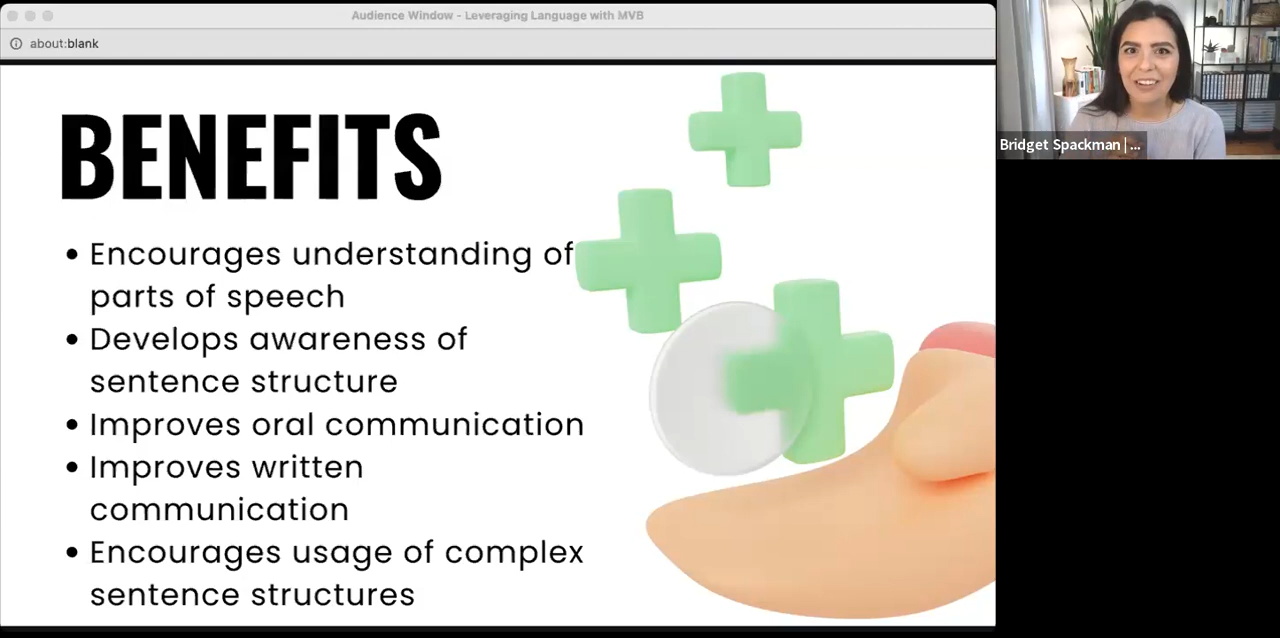 Audience Window - Leveraging Language with MVB
about:blank
BENEFITS
• Encourages understanding of
parts of speech
• Develops awareness of
sentence structure
• Improves oral communication
• Improves written
communication
• Encourages usage of complex
sentence structures
Bridget Spackman | ...